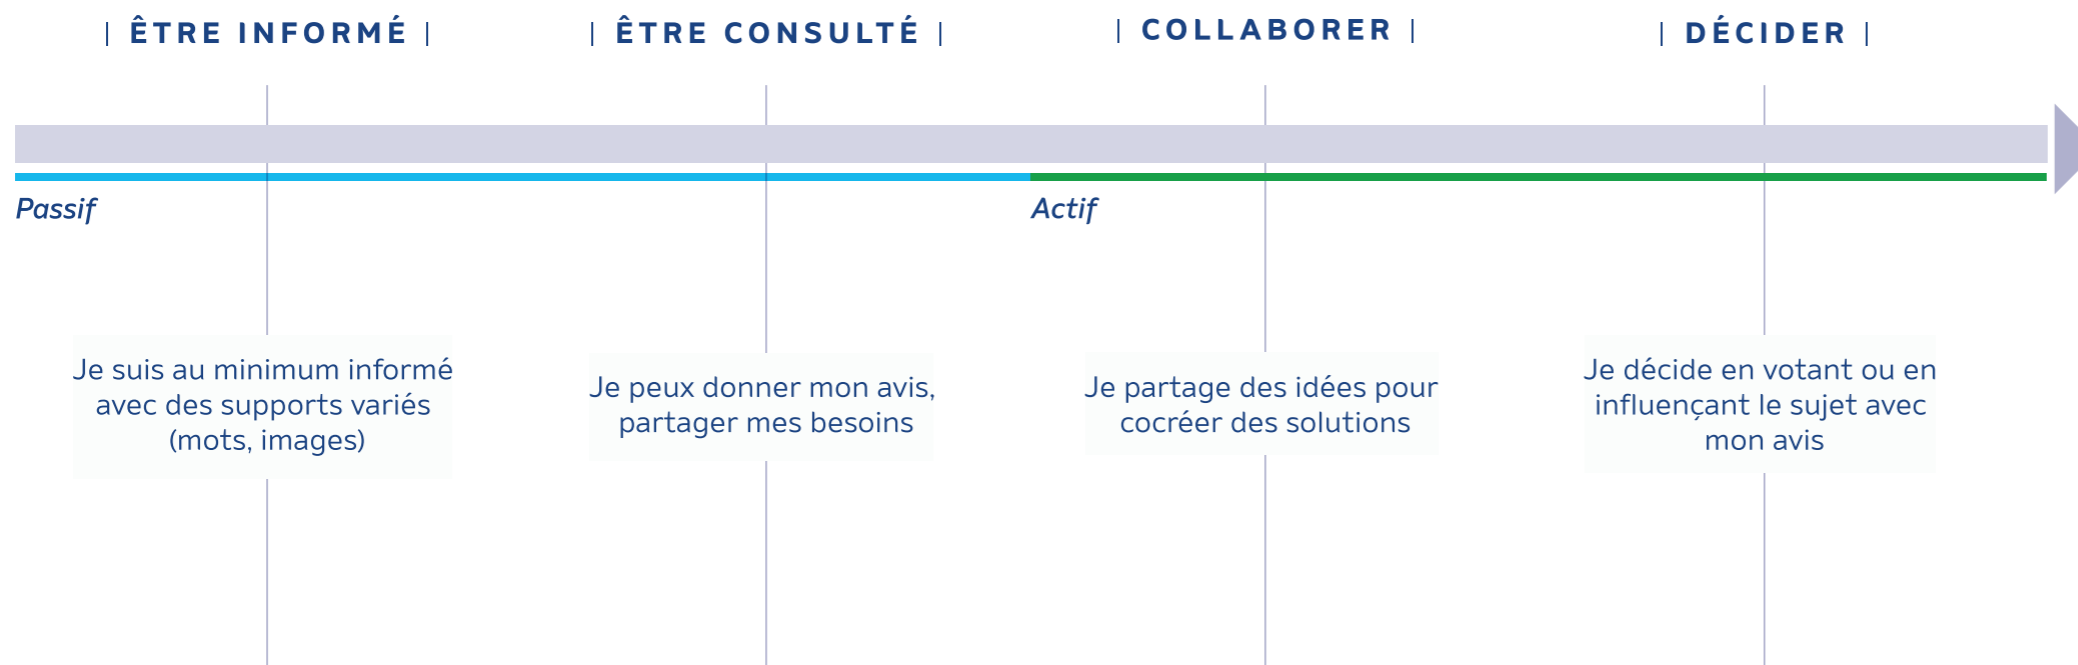 | ÊTRE INFORMÉ |
| ÊTRE CONSULTÉ |
| COLLABORER |
| DÉCIDER |
Passif
Actif
Je suis au minimum informé
avec des supports variés
(mots, images)
Je peux donner mon avis,
partager mes besoins
Je partage des idées pour
cocréer des solutions
Je décide en votant ou en
influençant le sujet avec
mon avis